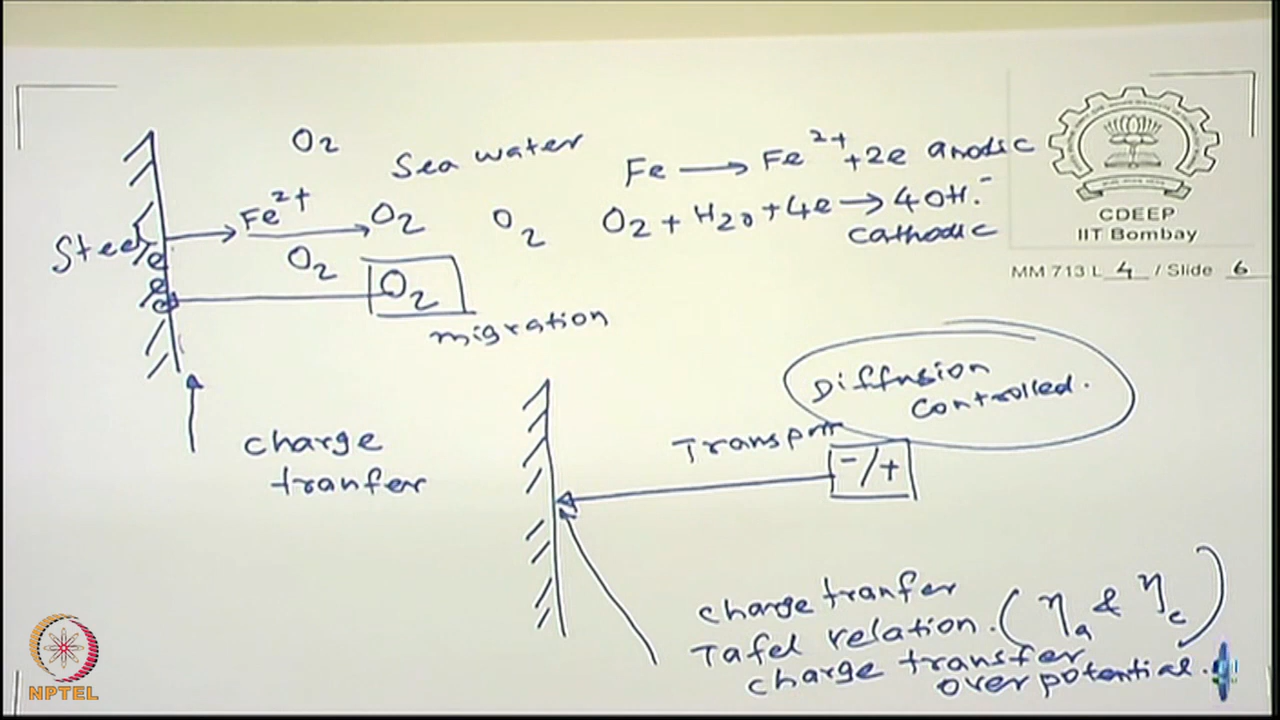 O2
Sea water
Fe → Fe2+ + 2e anodic
O2 + H2O + 4e → 4OH.-
cathodic
CDEEP
IIT Bombay
MM 713 L 4 / Slide 6
Fe2+
O2
O2
Steel
e
e
e
O2
O2
migration
charge
tranfer
Diffusion
controlled.
Transport
-/+
charge tranfer
Tafel relation. (ηa & ηc)
charge transfer
over potential.
NPTEL